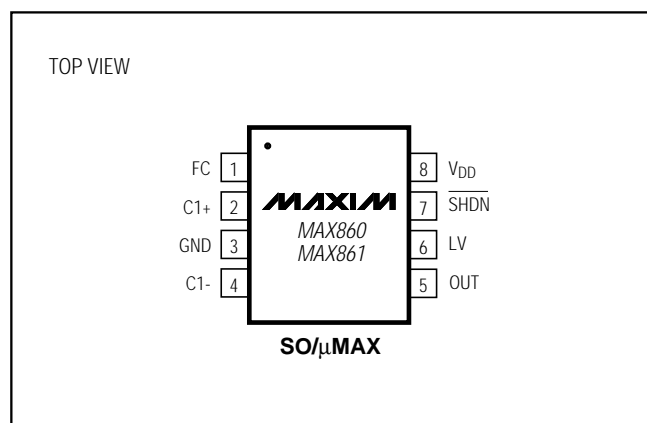 TOP VIEW
FC 1
C1+ 2
GND 3
C1- 4
MAXIM
MAX860
MAX861
8 VDD
7 SHDN
6 LV
5 OUT
SO/μMAX